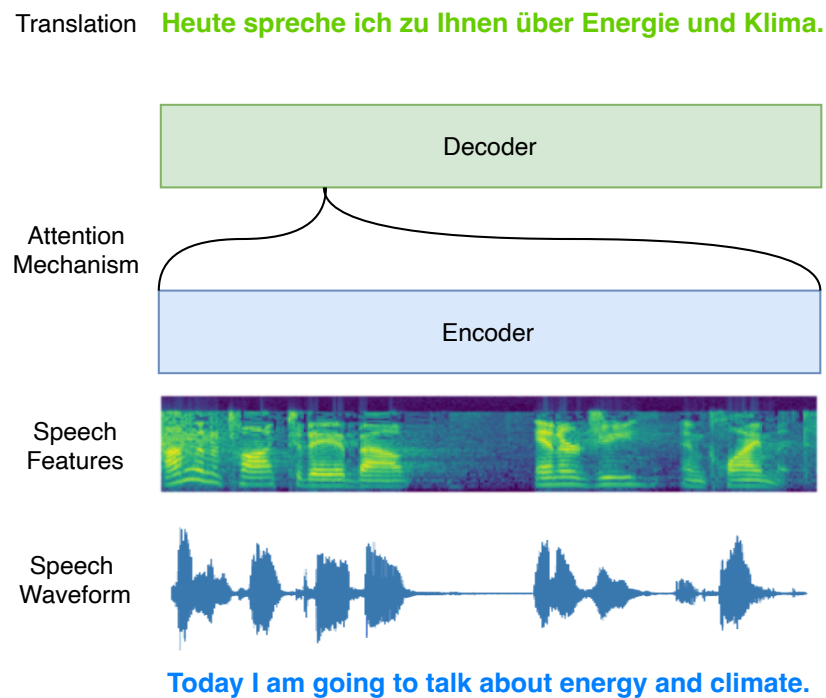 Translation Heute spreche ich zu Ihnen über Energie und Klima.
Decoder
Attention
Mechanism
Encoder
Speech
Features
Speech
Waveform
Today I am going to talk about energy and climate.